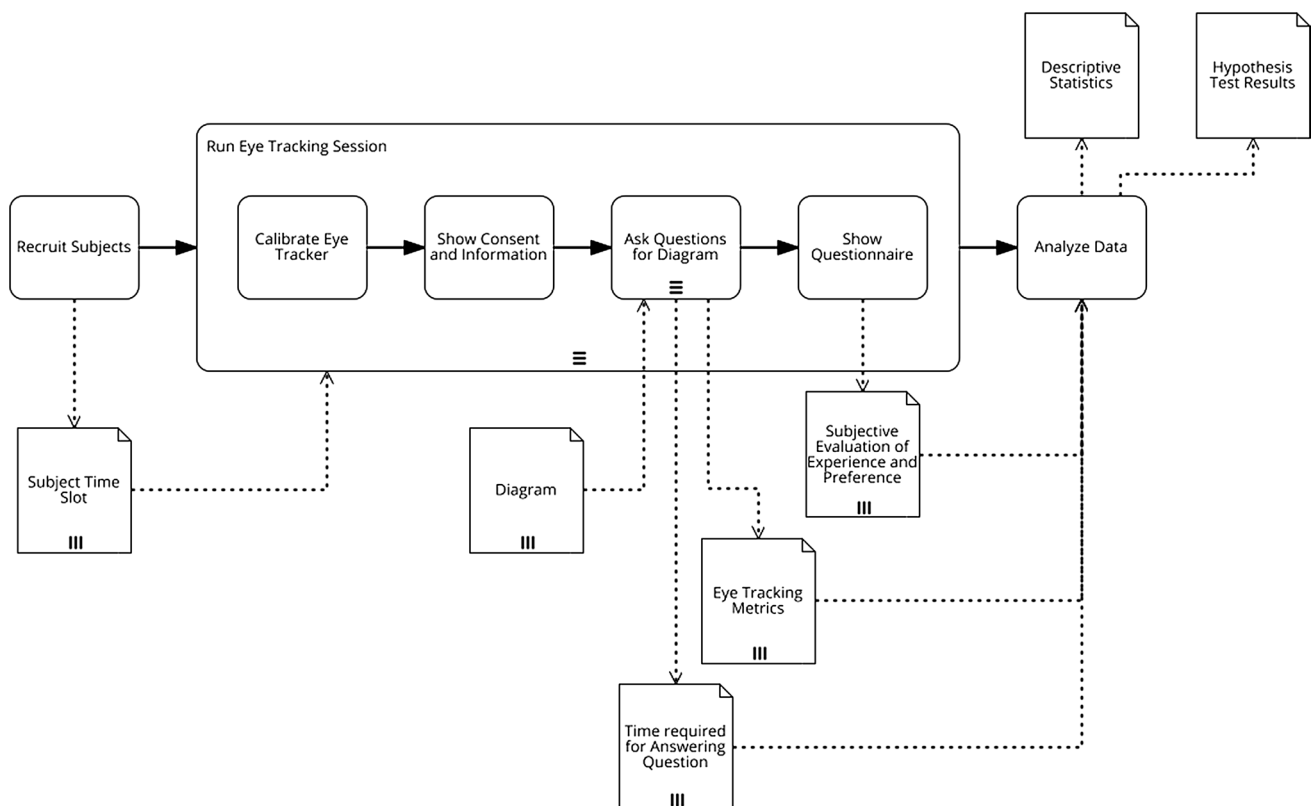 Descriptive
Statistics
Hypothesis
Test Results
Run Eye Tracking Session
Recruit Subjects
Calibrate Eye
Tracker
Show Consent
and Information
Ask Questions
for Diagram
Show
Questionnaire
Analyze Data
Subject Time
Slot
Diagram
Subjective
Evaluation of
Experience and
Preference
Eye Tracking
Metrics
Time required
for Answering
Question